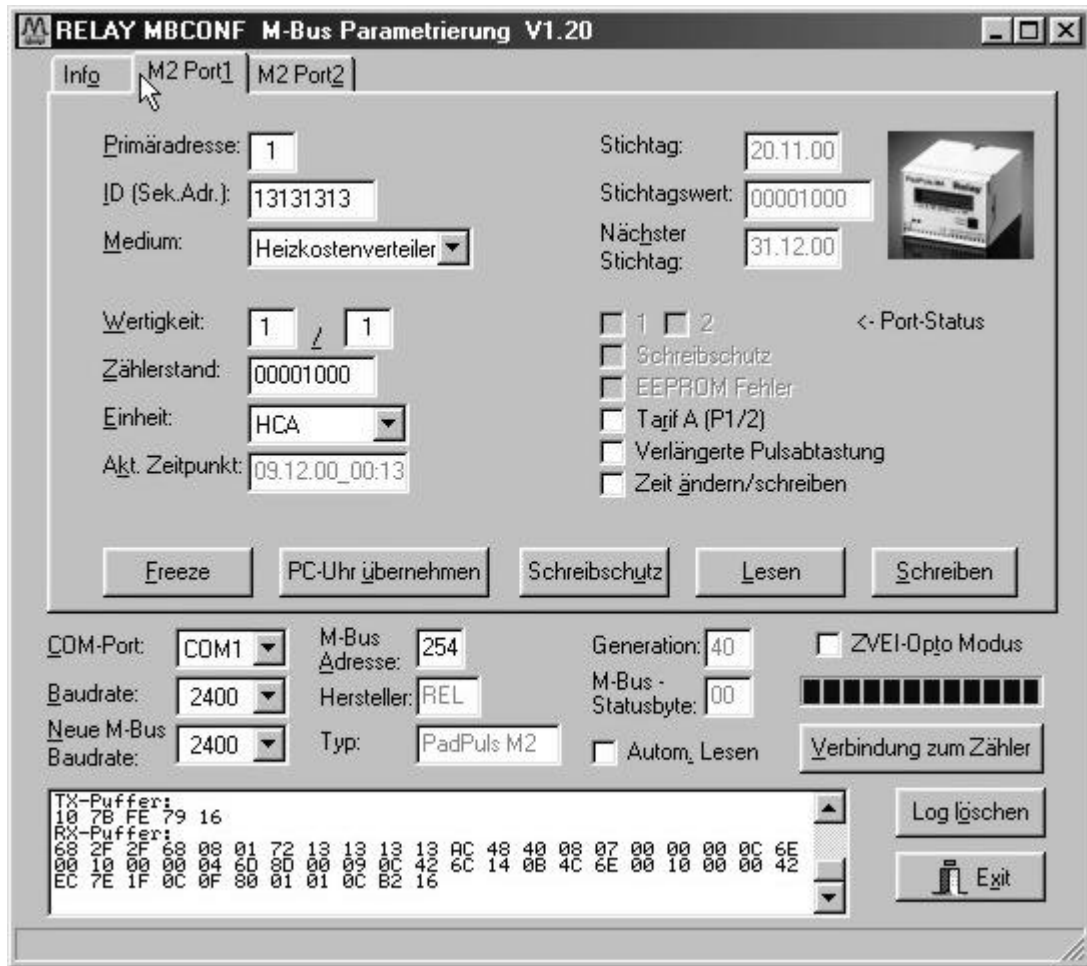 RELAY MBCONF M-Bus Parametrierung V1.20
Info M2 Port1 M2 Port2
Primäradresse: 1
ID (Sek.Adr.): 13131313
Medium: Heizkostenverteiler
Stichtag: 20.11.00
Stichtagswert: 00001000
Nächster
Stichtag: 31.12.00
Wertigkeit: 1 / 1
Zählerstand: 00001000
Einheit: HCA
Akt. Zeitpunkt: 09.12.00_00:13
1 2 <- Port-Status
Schreibschutz
EEPROM Fehler
Tarif A (P1/2)
Verlängerte Pulsabtastung
Zeit ändern/schreiben
Freeze PC-Uhr übernehmen Schreibschutz Lesen Schreiben
COM-Port: COM1
Baudrate: 2400
Neue M-Bus
Baudrate: 2400
M-Bus
Adresse: 254
Hersteller: REL
Typ: PadPuls M2
Generation: 40
M-Bus -
Statusbyte: 00
Autom. Lesen
ZVEI-Opto Modus
Verbindung zum Zähler
TX-Puffer:
10 7B FE 79 16
RX-Puffer:
68 2F 2F 68 08 01 72 13 13 13 13 AC 48 40 08 07 00 00 00 0C 6E
00 10 00 00 04 6D 8D 00 09 0C 42 6C 14 0B 4C 6E 00 10 00 00 42
EC 7E 1F 0C 0F 80 01 01 0C B2 16
Log löschen
Exit